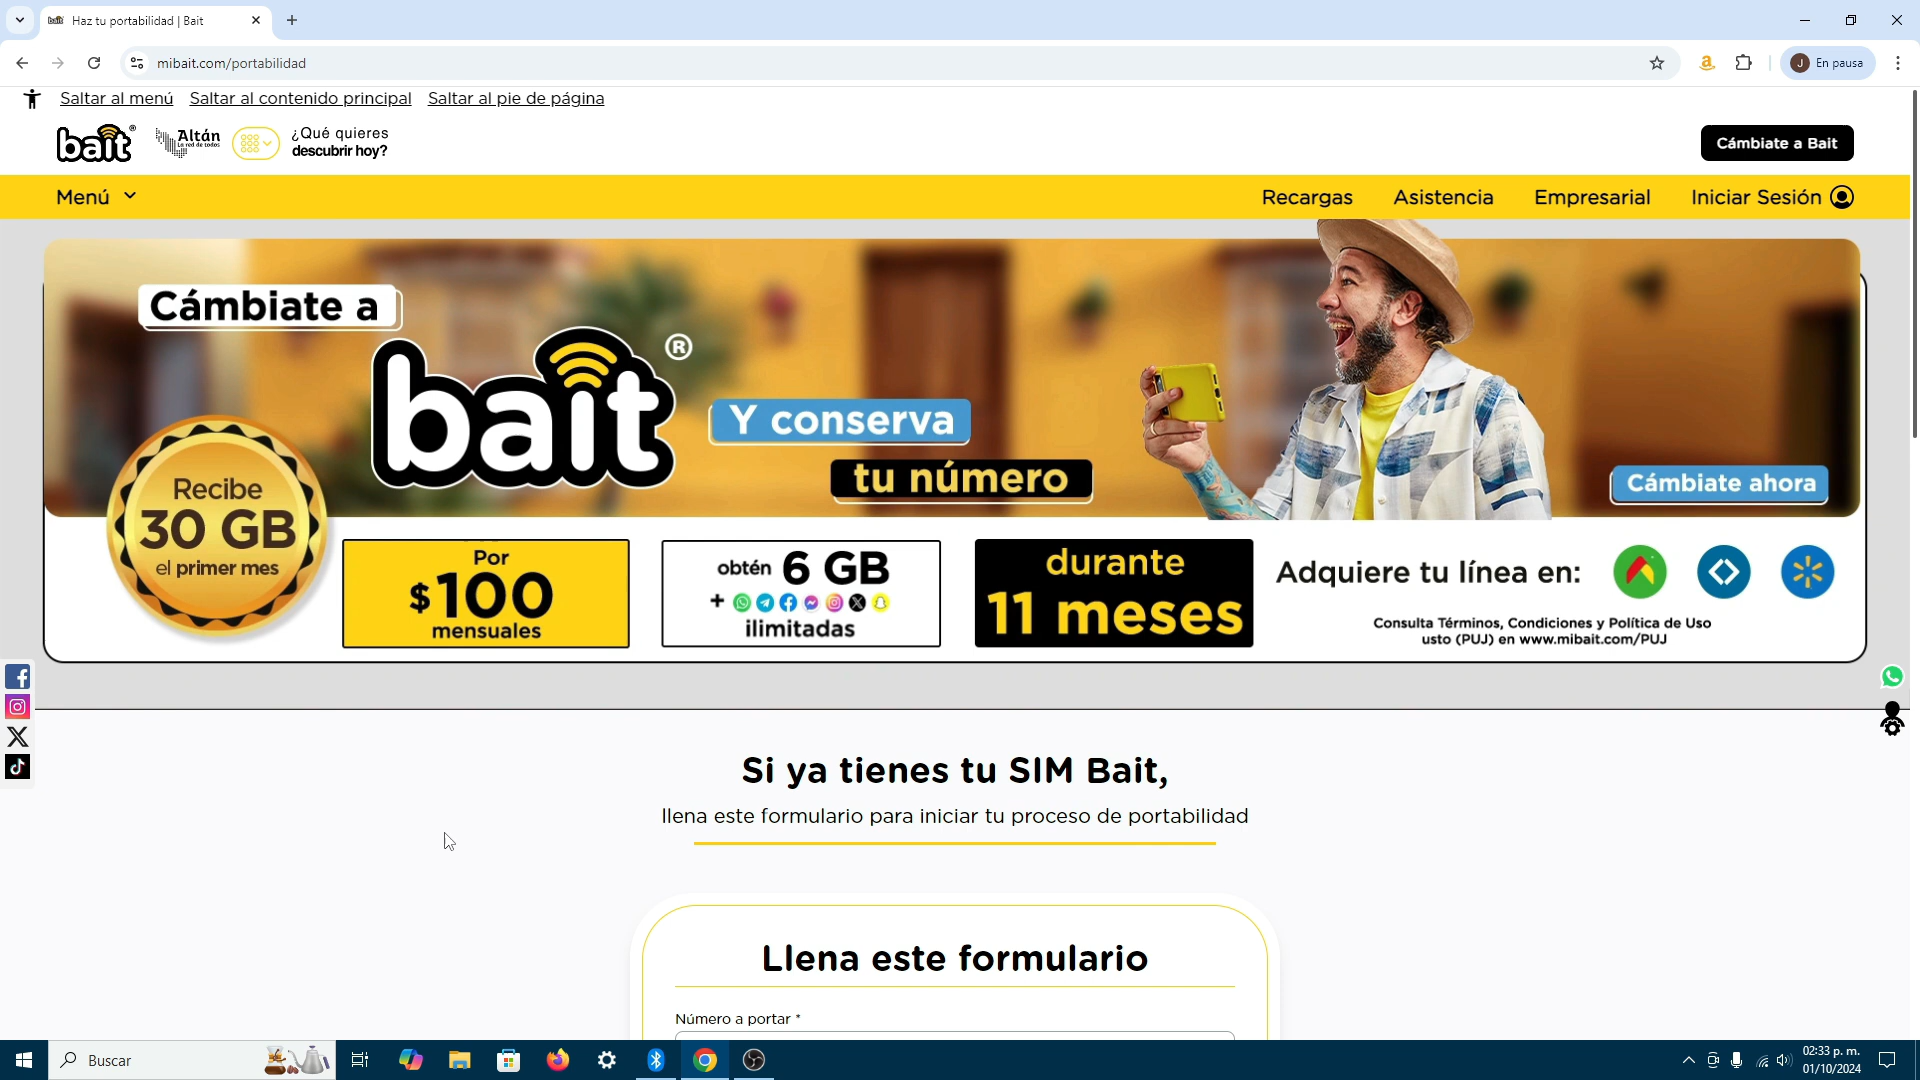 Haz tu portabilidad | Bait
mibait.com/portabilidad
En pausa
Saltar al menú Saltar al contenido principal Saltar al pie de página
bait Altán La red de todos ¿Qué quieres descubrir hoy?
Cámbiate a Bait
Menú Recargas Asistencia Empresarial Iniciar Sesión
Cámbiate a
bait®
Y conserva
tu número
Cámbiate ahora
Recibe
30 GB
el primer mes
Por
$100
mensuales
obtén 6 GB
+
ilimitadas
durante
11 meses
Adquiere tu línea en:
Consulta Términos, Condiciones y Política de Uso
usto (PUJ) en www.mibait.com/PUJ
Si ya tienes tu SIM Bait,
llena este formulario para iniciar tu proceso de portabilidad
Llena este formulario
Número a portar *
Buscar
02:33 p. m.
01/10/2024